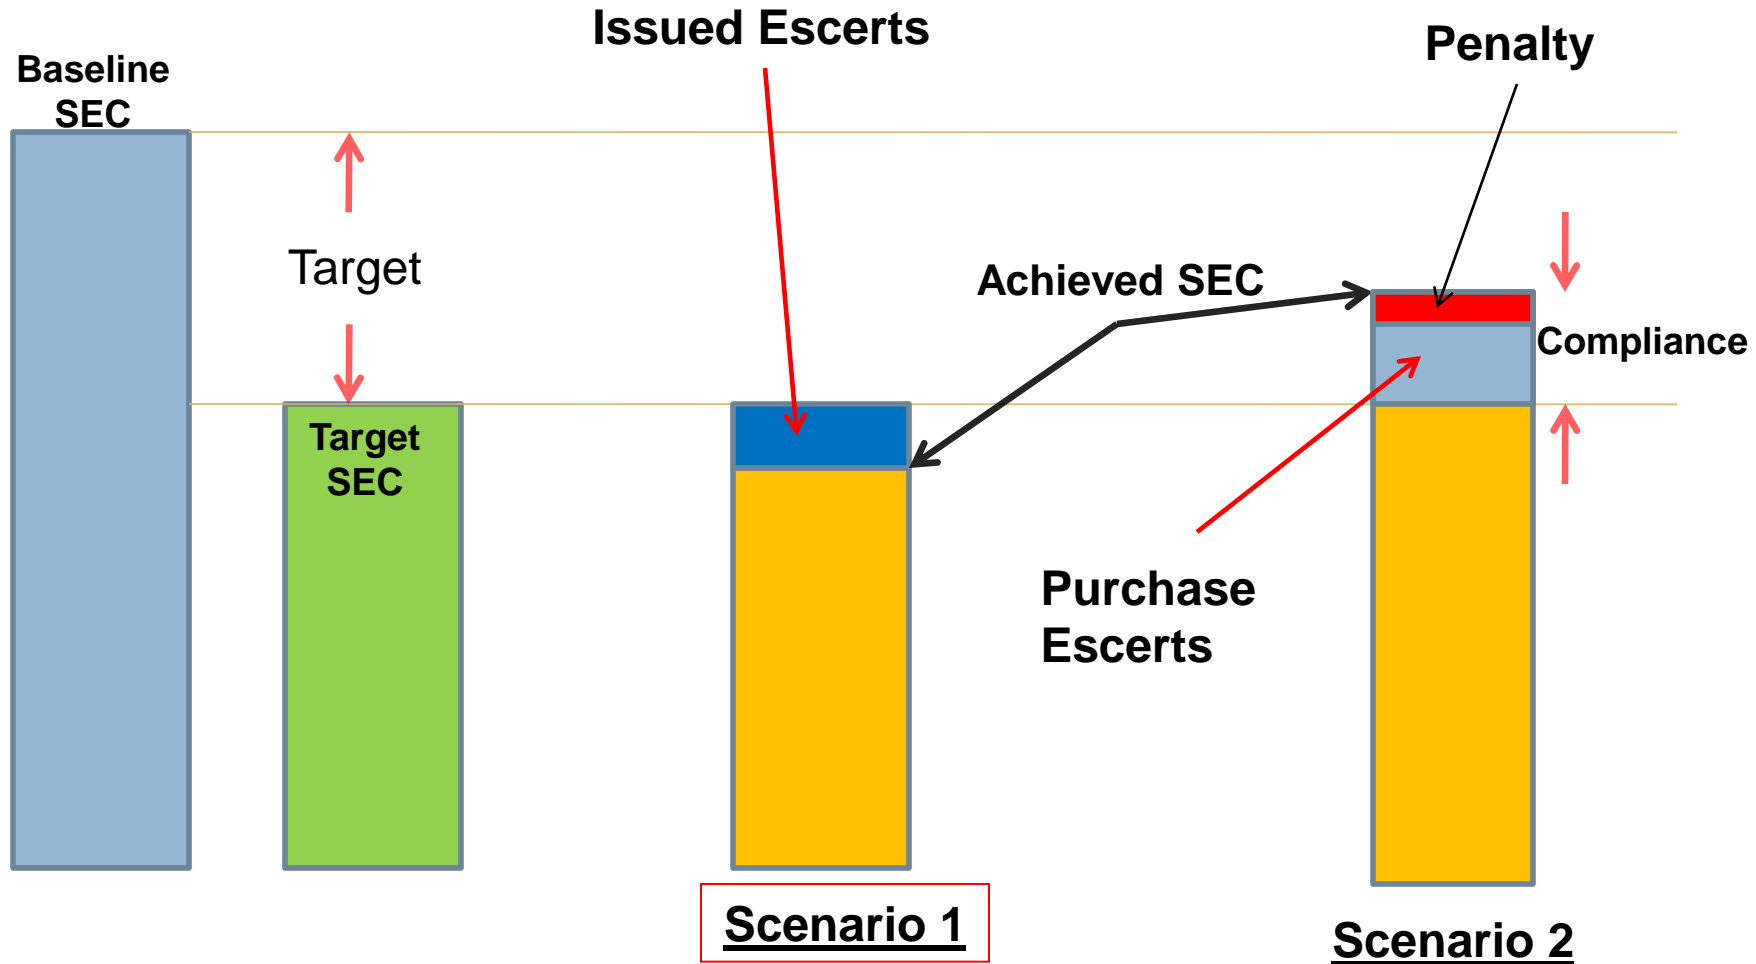 Issued Escerts
Penalty
Baseline
SEC
Target
Achieved SEC
Compliance
Target
SEC
Purchase
Escerts
Scenario 1
Scenario 2